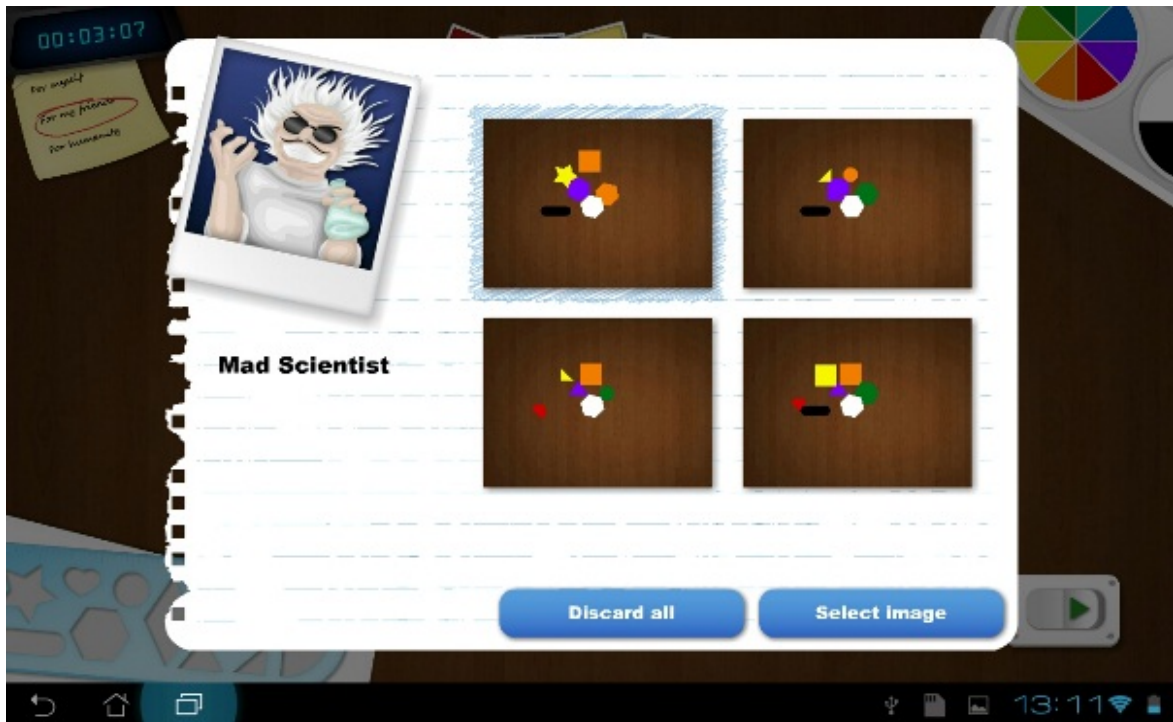 00:03:07
For myself
For my friends
For humanity
Mad Scientist
Discard all
Select image
13:11